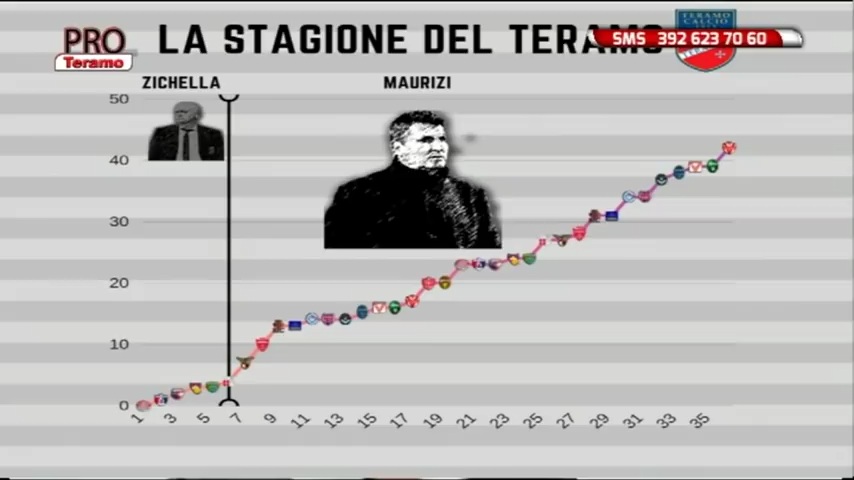 LA STAGIONE DEL TERAMO
PRO
Teramo
SMS 392 623 70 60
TERAMO
CALCIO
ZICHELLA
MAURIZI
50
40
30
20
10
0
1 3 5 7 9 11 13 15 17 19 21 23 25 27 29 31 33 35